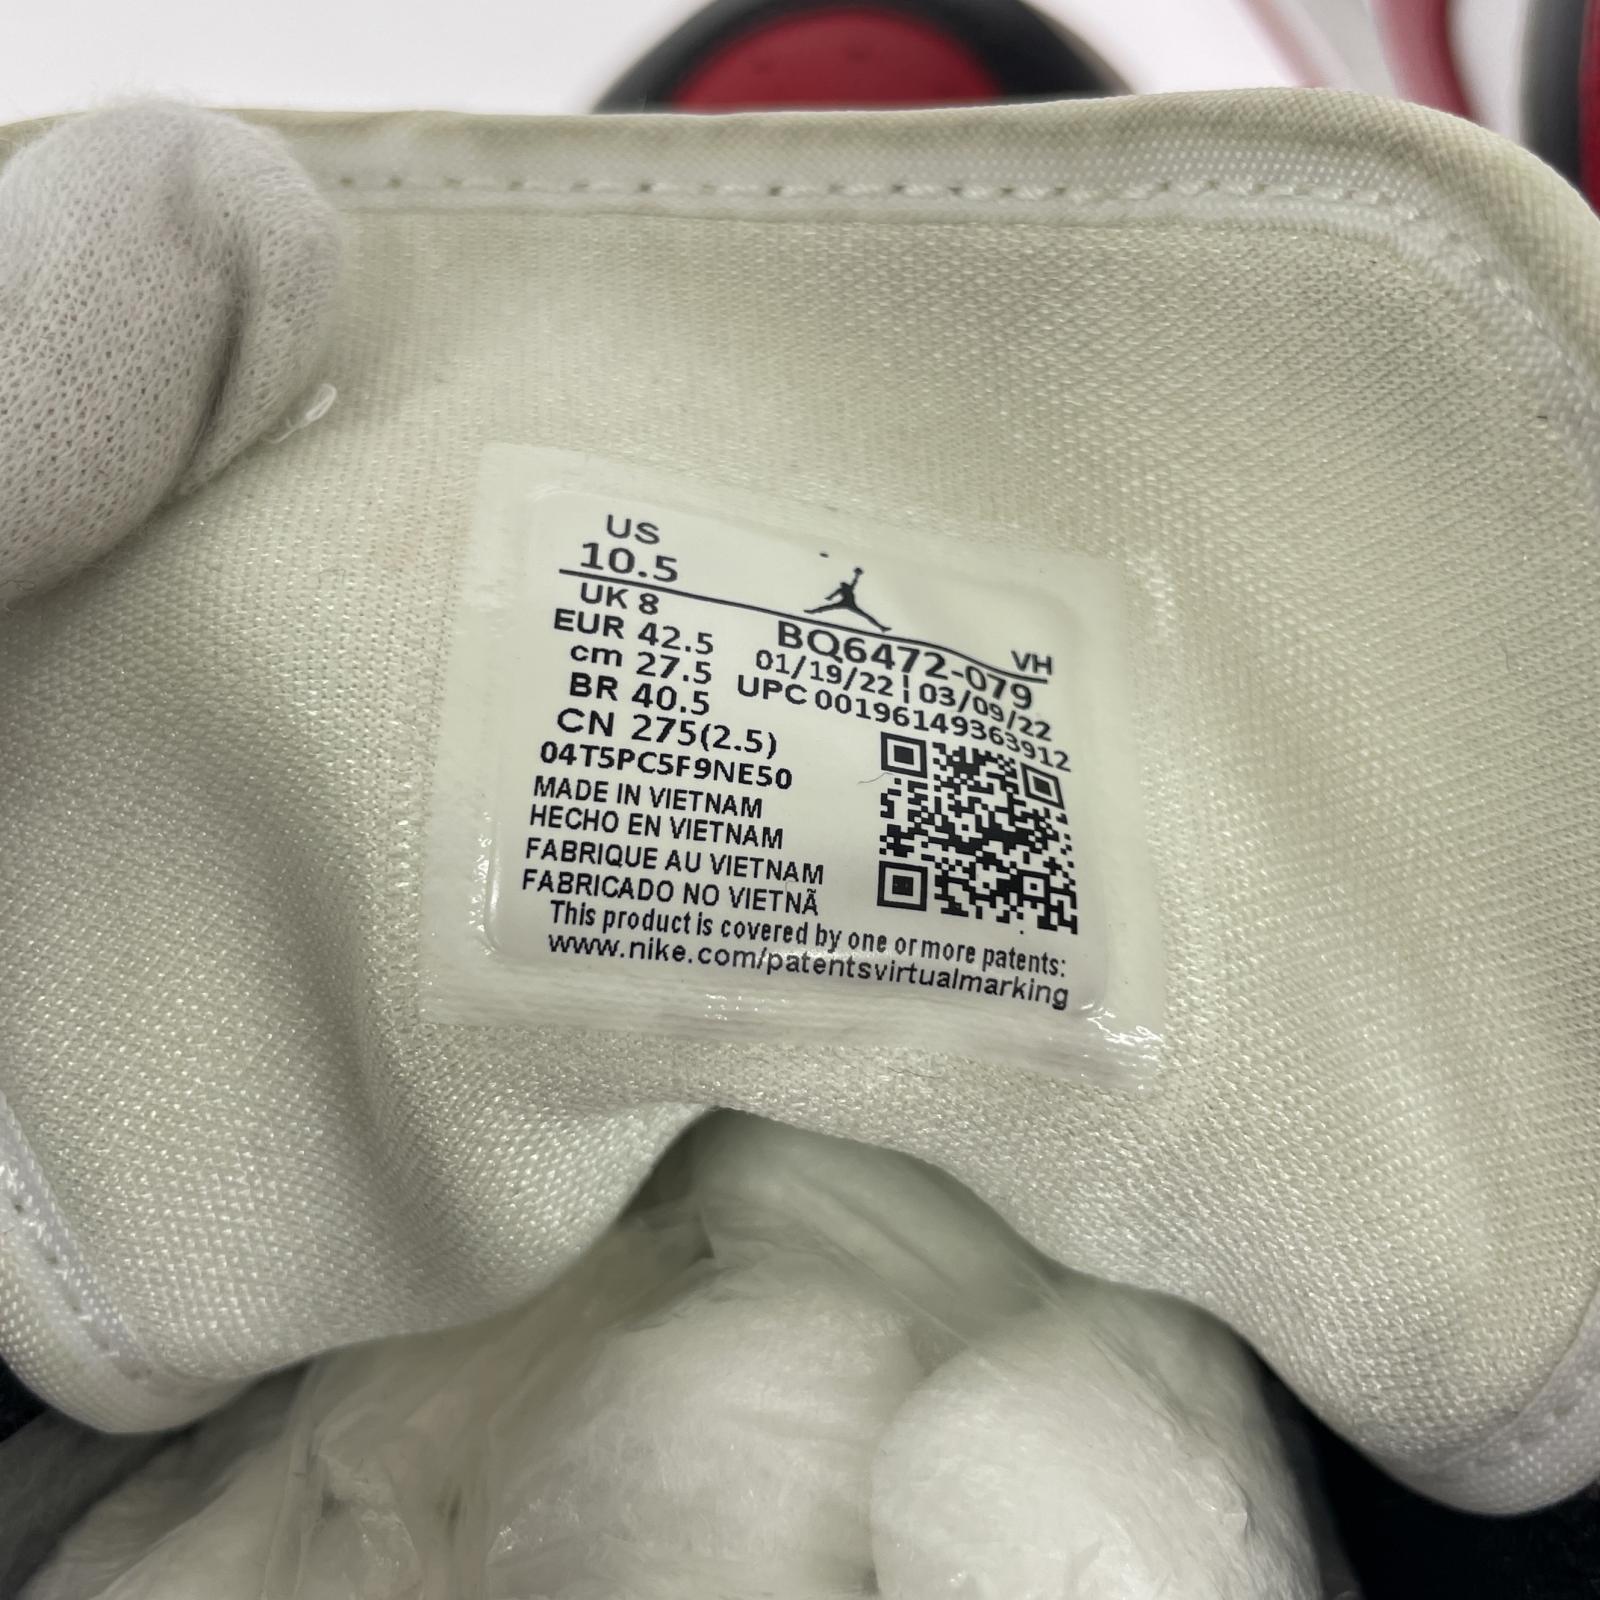 US
10.5
UK 8
EUR 42.5
cm 27.5
BR 40.5
CN 275(2.5)
04T5PC5F9NE50
VH
BQ6472-079
01/19/22 | 03/09/22
UPC 00196149363912
MADE IN VIETNAM
HECHO EN VIETNAM
FABRIQUE AU VIETNAM
FABRICADO NO VIETNÃ
This product is covered by one or more patents:
www.nike.com/patentsvirtualmarking